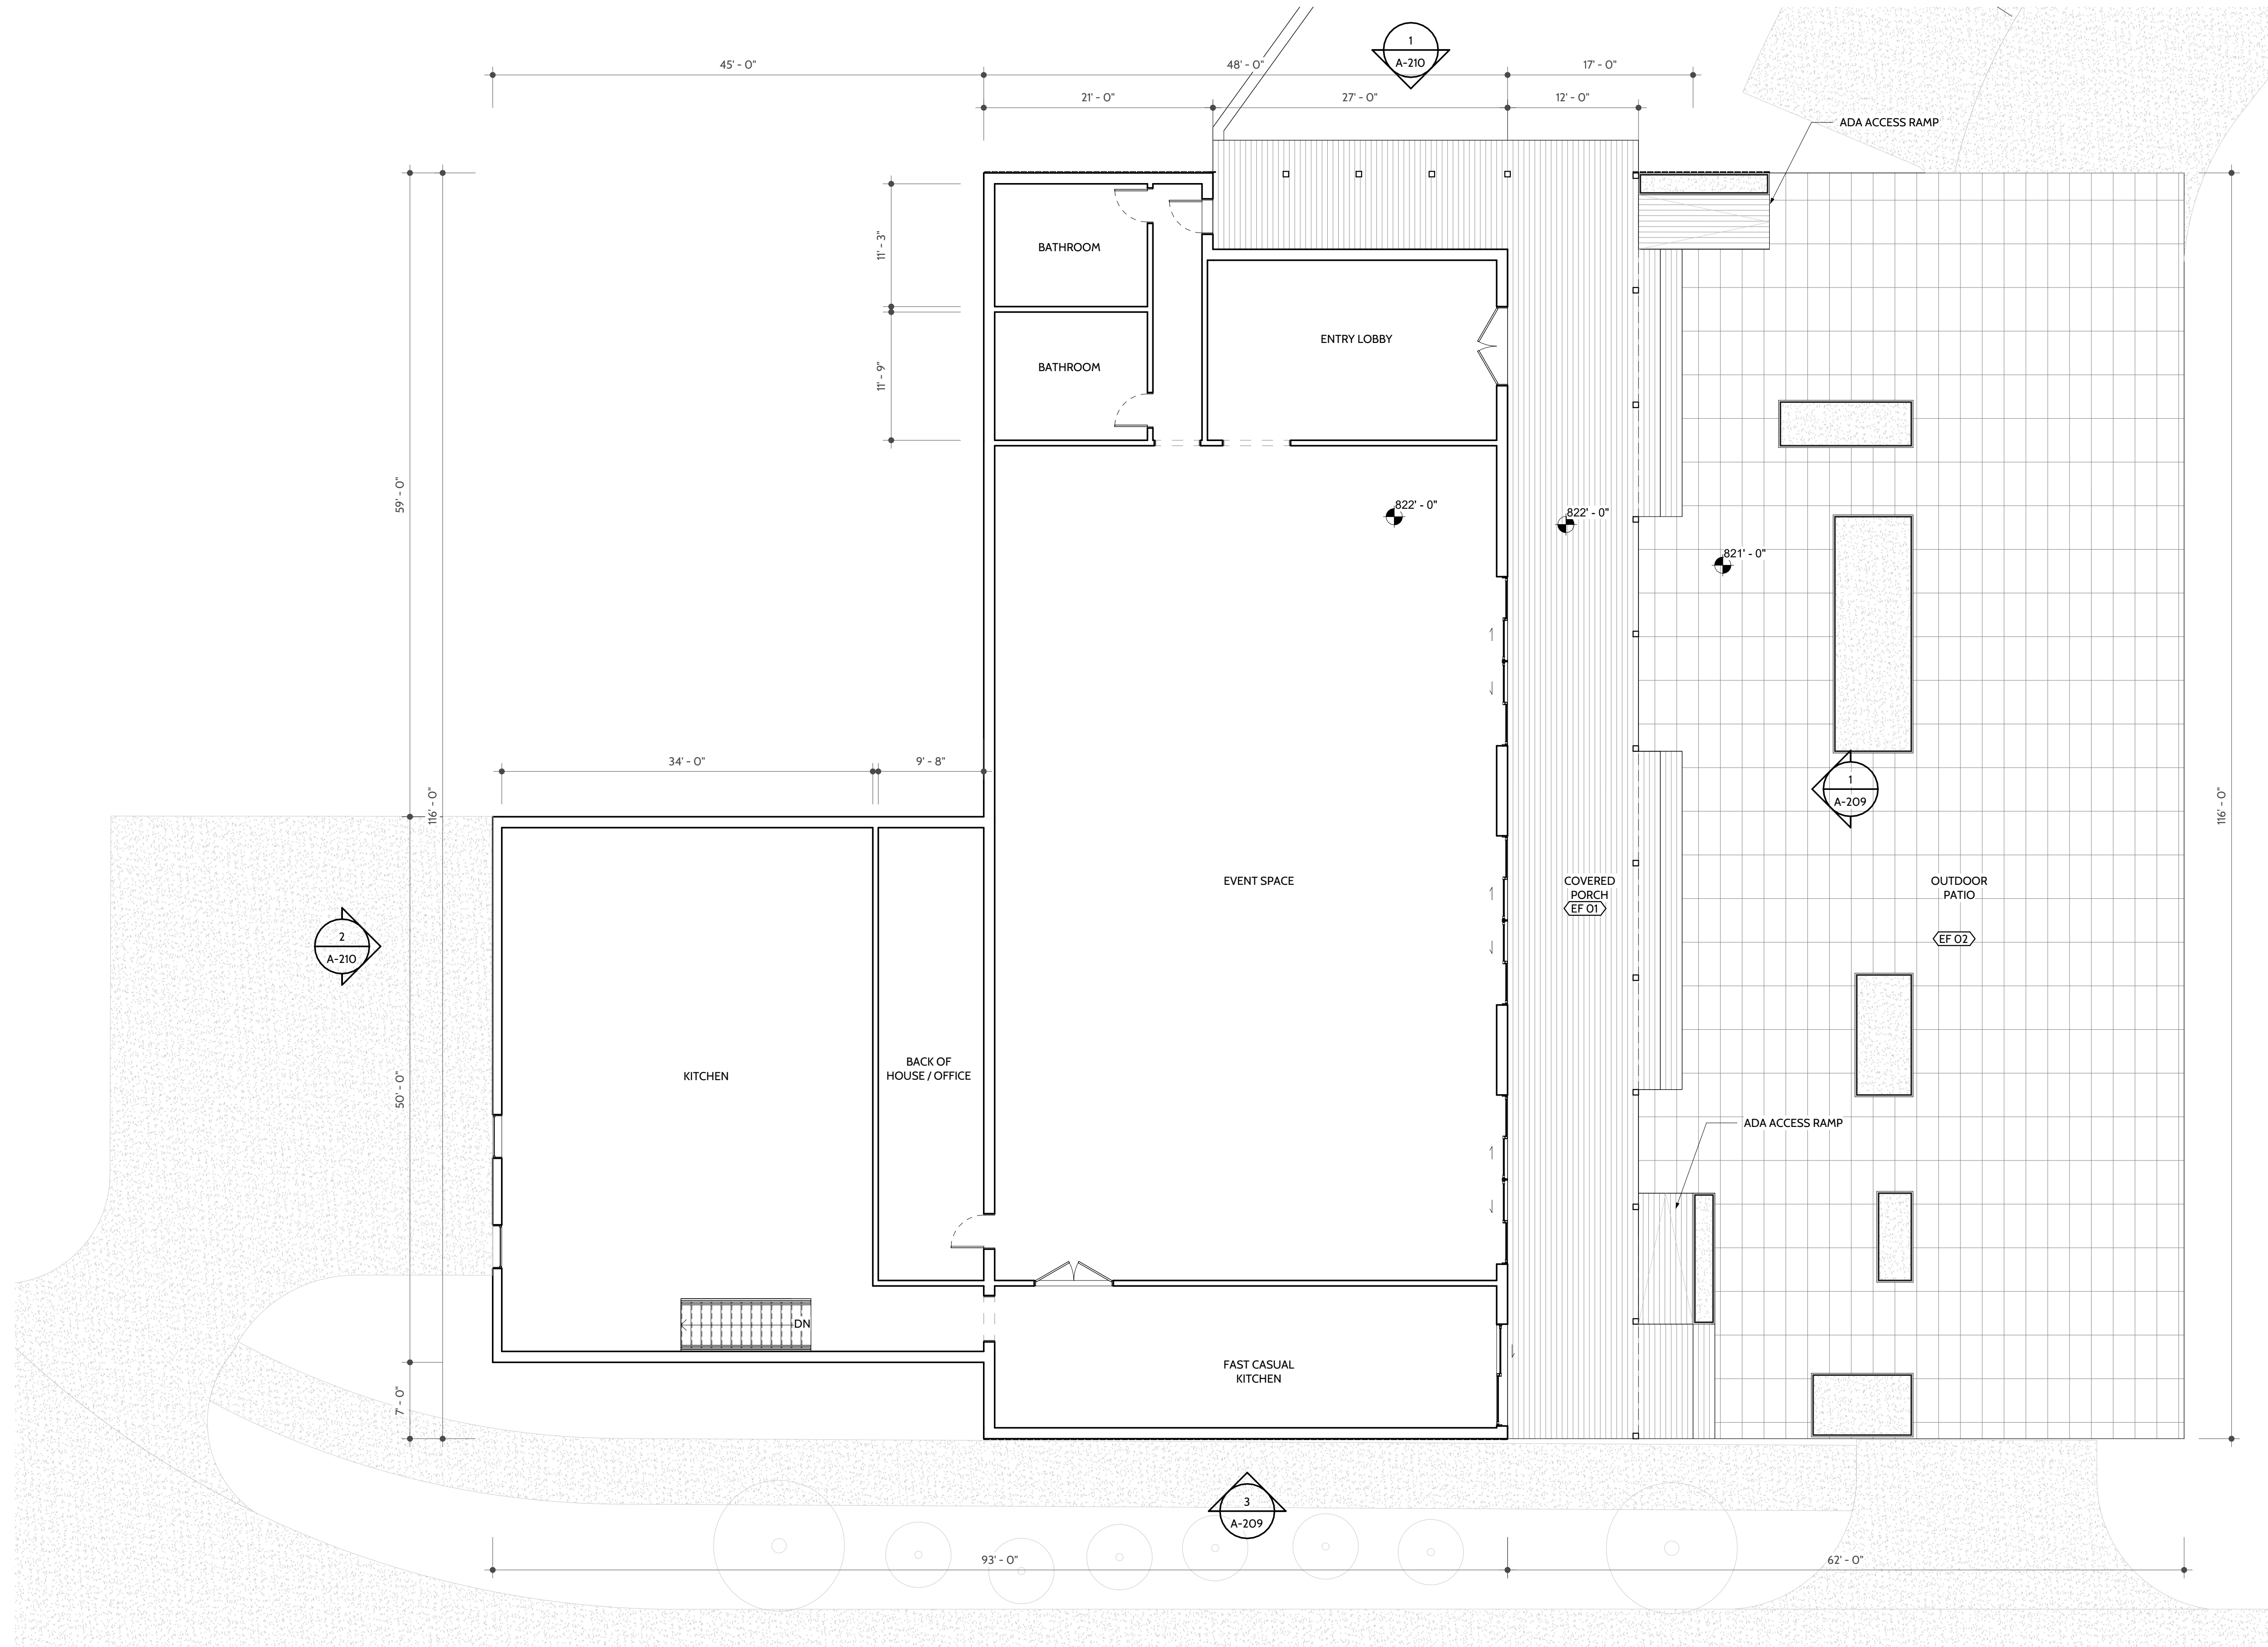 1
A-210
45' - 0"
48' - 0"
17' - 0"
21' - 0"
27' - 0"
12' - 0"
ADA ACCESS RAMP
11' - 3"
BATHROOM
ENTRY LOBBY
11' - 9"
BATHROOM
59' - 0"
822' - 0"
822' - 0"
821' - 0"
34' - 0"
9' - 8"
116' - 0"
1
A-209
116' - 0"
EVENT SPACE
COVERED
PORCH
EF 01
OUTDOOR
PATIO
EF 02
2
A-210
BACK OF
HOUSE / OFFICE
KITCHEN
50' - 0"
ADA ACCESS RAMP
DN
FAST CASUAL
KITCHEN
7' - 0"
3
A-209
93' - 0"
62' - 0"